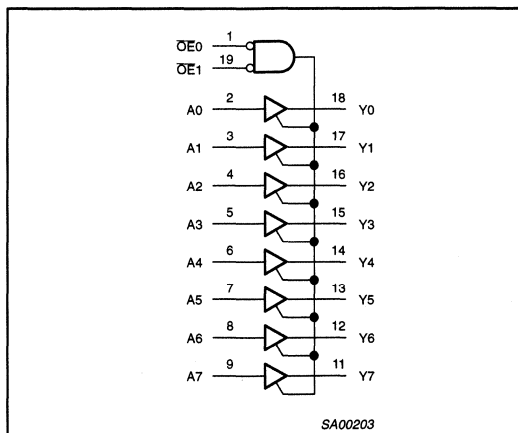 OE0 1
OE1 19
A0 2 18 Y0
A1 3 17 Y1
A2 4 16 Y2
A3 5 15 Y3
A4 6 14 Y4
A5 7 13 Y5
A6 8 12 Y6
A7 9 11 Y7
SA00203